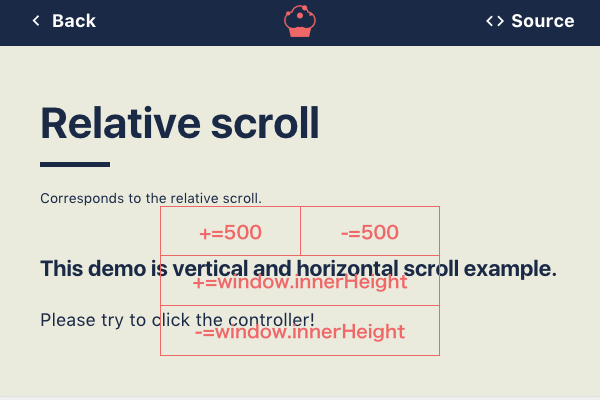 Back
Source
Relative scroll
Corresponds to the relative scroll.
+=500
-=500
This demo is vertical and horizontal scroll example.
+=window.innerHeight
Please try to click the controller!
-=window.innerHeight